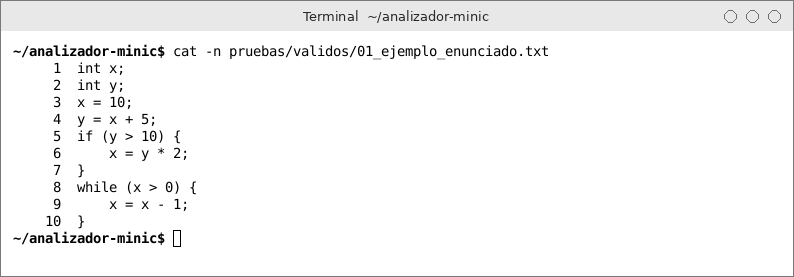 Terminal  ~/analizador-minic
~/analizador-minic$ cat -n pruebas/validos/01_ejemplo_enunciado.txt
     1  int x;
     2  int y;
     3  x = 10;
     4  y = x + 5;
     5  if (y > 10) {
     6      x = y * 2;
     7  }
     8  while (x > 0) {
     9      x = x - 1;
    10  }
~/analizador-minic$